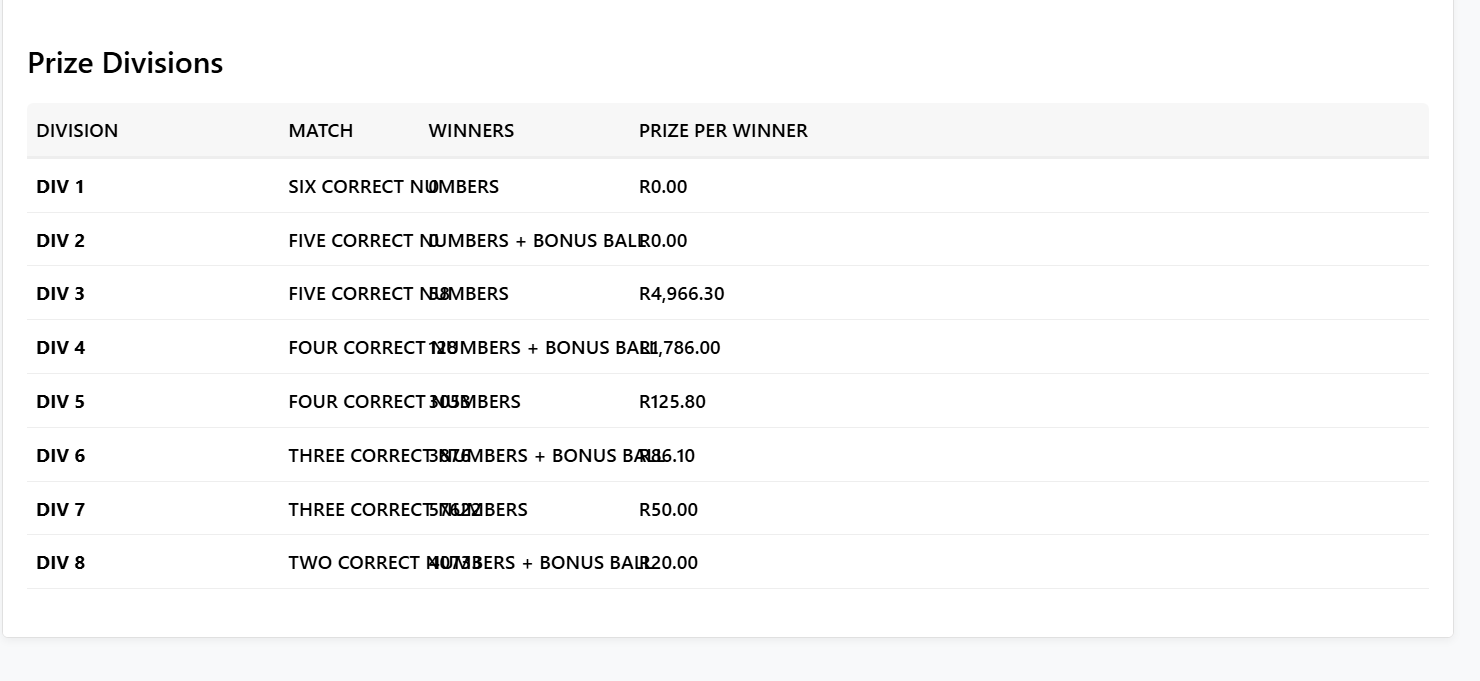 Prize Divisions
DIVISION MATCH WINNERS PRIZE PER WINNER
DIV 1 SIX CORRECT NUMBERS 0 R0.00
DIV 2 FIVE CORRECT NUMBERS + BONUS BALL 0 R0.00
DIV 3 FIVE CORRECT NUMBERS 58 R4,966.30
DIV 4 FOUR CORRECT NUMBERS + BONUS BALL 128 R1,786.00
DIV 5 FOUR CORRECT NUMBERS 3053 R125.80
DIV 6 THREE CORRECT NUMBERS + BONUS BALL 3876 R86.10
DIV 7 THREE CORRECT NUMBERS 57622 R50.00
DIV 8 TWO CORRECT NUMBERS + BONUS BALL 40733 R20.00